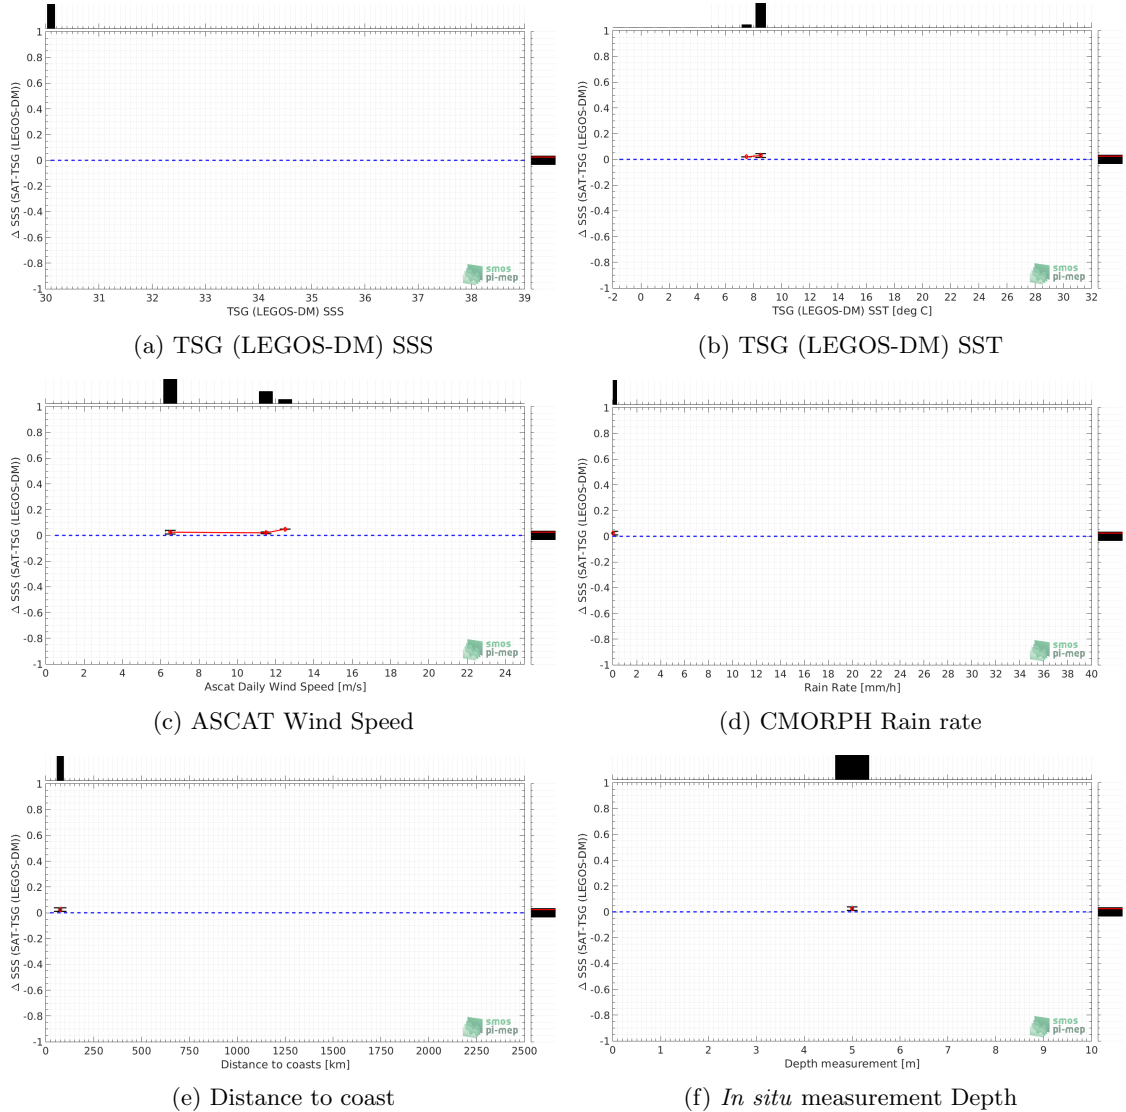 1
0.8
0.6
0.4
0.2
0
-0.2
-0.4
-0.6
-0.8
-1
Δ SSS (SAT-TSG (LEGOS-DM))
smos
pi-mep
30 31 32 33 34 35 36 37 38 39
TSG (LEGOS-DM) SSS
(a) TSG (LEGOS-DM) SSS
1
0.8
0.6
0.4
0.2
0
-0.2
-0.4
-0.6
-0.8
-1
Δ SSS (SAT-TSG (LEGOS-DM))
smos
pi-mep
-2 0 2 4 6 8 10 12 14 16 18 20 22 24 26 28 30 32
TSG (LEGOS-DM) SST [deg C]
(b) TSG (LEGOS-DM) SST
1
0.8
0.6
0.4
0.2
0
-0.2
-0.4
-0.6
-0.8
-1
Δ SSS (SAT-TSG (LEGOS-DM))
smos
pi-mep
0 2 4 6 8 10 12 14 16 18 20 22 24
Ascat Daily Wind Speed [m/s]
(c) ASCAT Wind Speed
1
0.8
0.6
0.4
0.2
0
-0.2
-0.4
-0.6
-0.8
-1
Δ SSS (SAT-TSG (LEGOS-DM))
smos
pi-mep
0 2 4 6 8 10 12 14 16 18 20 22 24 26 28 30 32 34 36 38 40
Rain Rate [mm/h]
(d) CMORPH Rain rate
1
0.8
0.6
0.4
0.2
0
-0.2
-0.4
-0.6
-0.8
-1
Δ SSS (SAT-TSG (LEGOS-DM))
smos
pi-mep
0 250 500 750 1000 1250 1500 1750 2000 2250 2500
Distance to coasts [km]
(e) Distance to coast
1
0.8
0.6
0.4
0.2
0
-0.2
-0.4
-0.6
-0.8
-1
Δ SSS (SAT-TSG (LEGOS-DM))
smos
pi-mep
0 1 2 3 4 5 6 7 8 9 10
Depth measurement [m]
(f) In situ measurement Depth